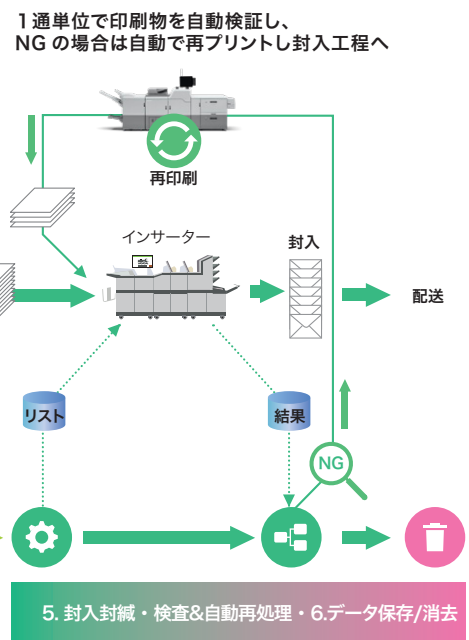 1通単位で印刷物を自動検証し、
NG の場合は自動で再プリントし封入工程へ
再印刷
インサーター
封入
配送
リスト
結果
NG
5. 封入封緘・検査&自動再処理・6.データ保存/消去